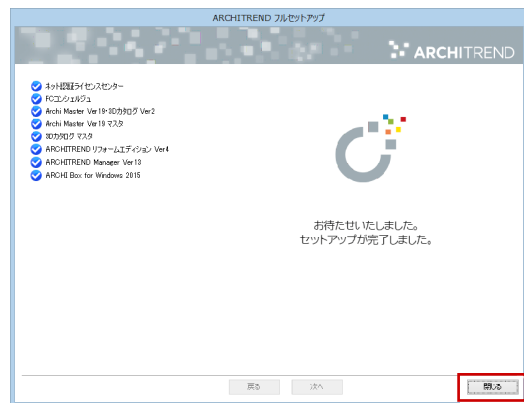 ARCHITREND フルセットアップ
ARCHITREND
ネット認証ライセンスセンター
FCコンシェルジュ
Archi Master Ver19・3Dカタログ Ver2
Archi Master Ver19 マスタ
3Dカタログ マスタ
ARCHITREND リフォームエディション Ver4
ARCHITREND Manager Ver13
ARCHI Box for Windows 2015
お待たせいたしました。
セットアップが完了しました。
戻る
次へ
閉じる